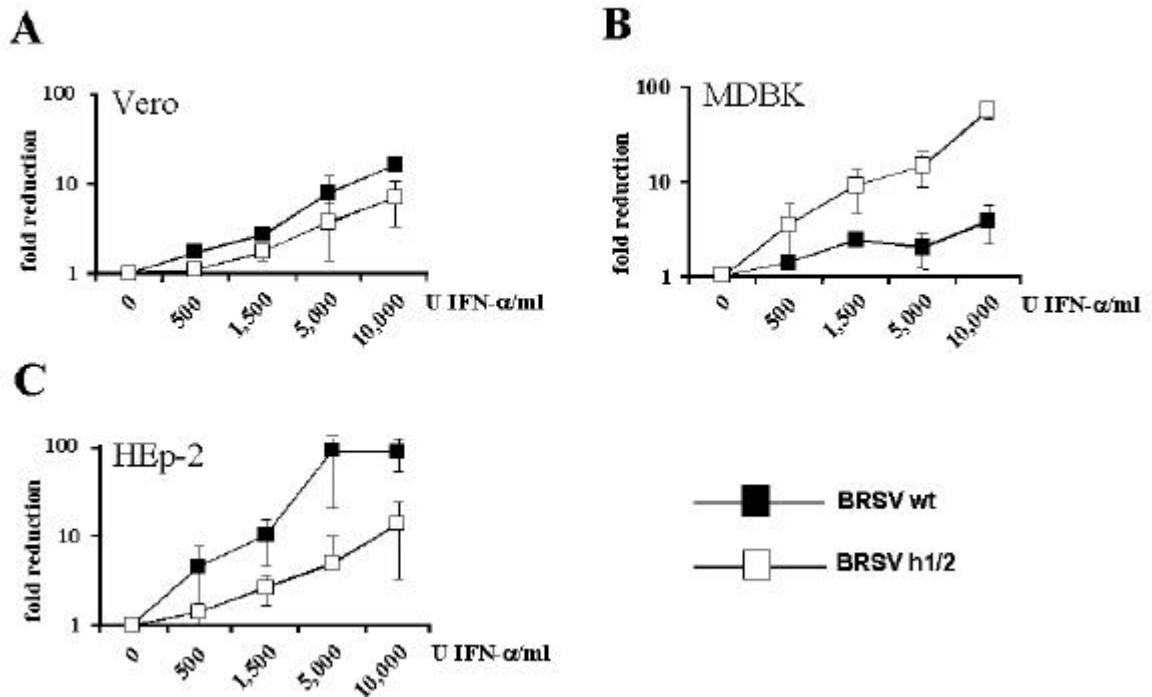 A
Vero
fold reduction
100
10
1
0
500
1,500
5,000
10,000
U IFN-α/ml
B
MDBK
fold reduction
100
10
1
0
500
1,500
5,000
10,000
U IFN-α/ml
C
HEp-2
fold reduction
100
10
1
0
500
1,500
5,000
10,000
U IFN-α/ml
BRSV wt
BRSV h1/2